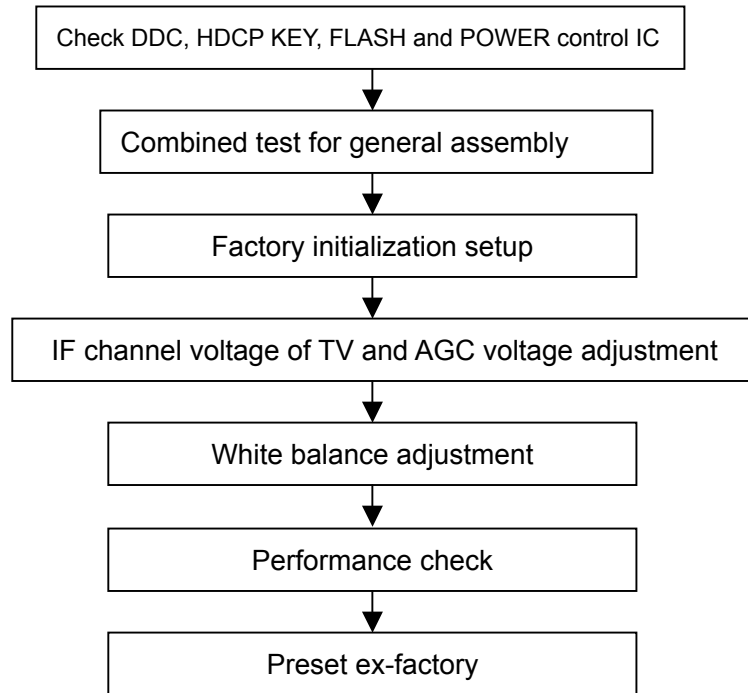 Check DDC, HDCP KEY, FLASH and POWER control IC
Combined test for general assembly
Factory initialization setup
IF channel voltage of TV and AGC voltage adjustment
White balance adjustment
Performance check
Preset ex-factory